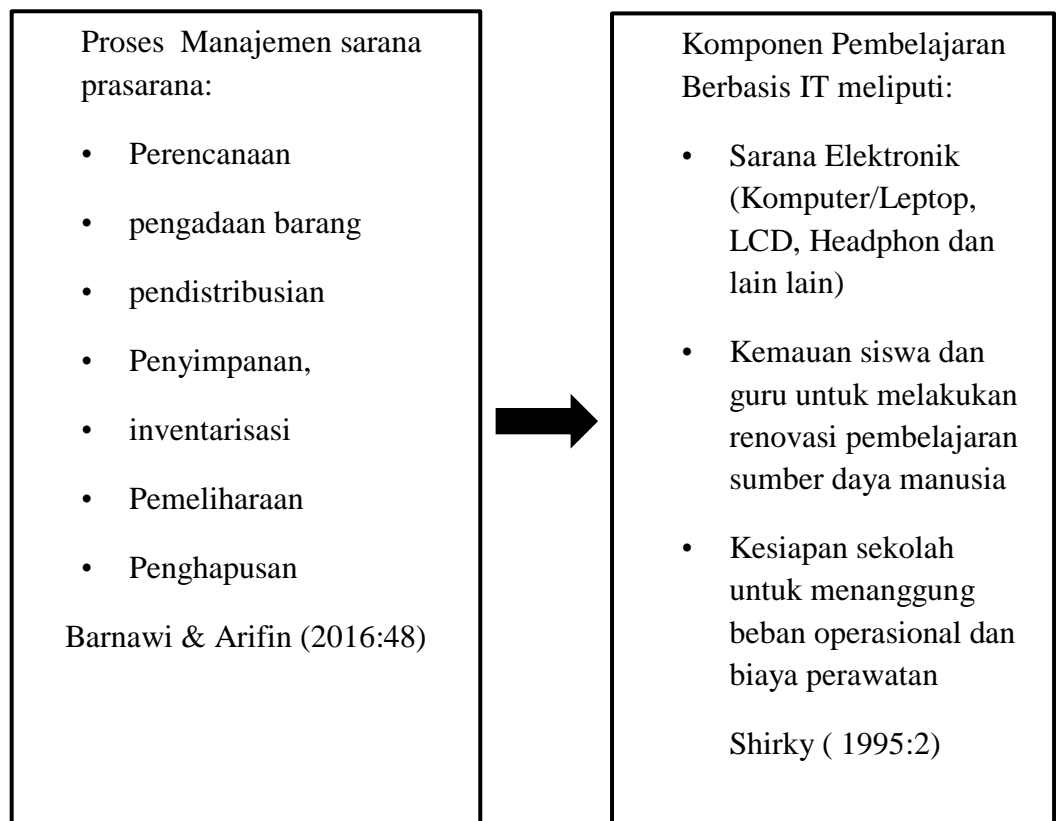 Proses  Manajemen sarana
prasarana:
• Perencanaan
• pengadaan barang
• pendistribusian
• Penyimpanan,
• inventarisasi
• Pemeliharaan
• Penghapusan
Barnawi & Arifin (2016:48)
Komponen Pembelajaran
Berbasis IT meliputi:
• Sarana Elektronik
(Komputer/Leptop,
LCD, Headphon dan
lain lain)
• Kemauan siswa dan
guru untuk melakukan
renovasi pembelajaran
sumber daya manusia
• Kesiapan sekolah
untuk menanggung
beban operasional dan
biaya perawatan
Shirky ( 1995:2)